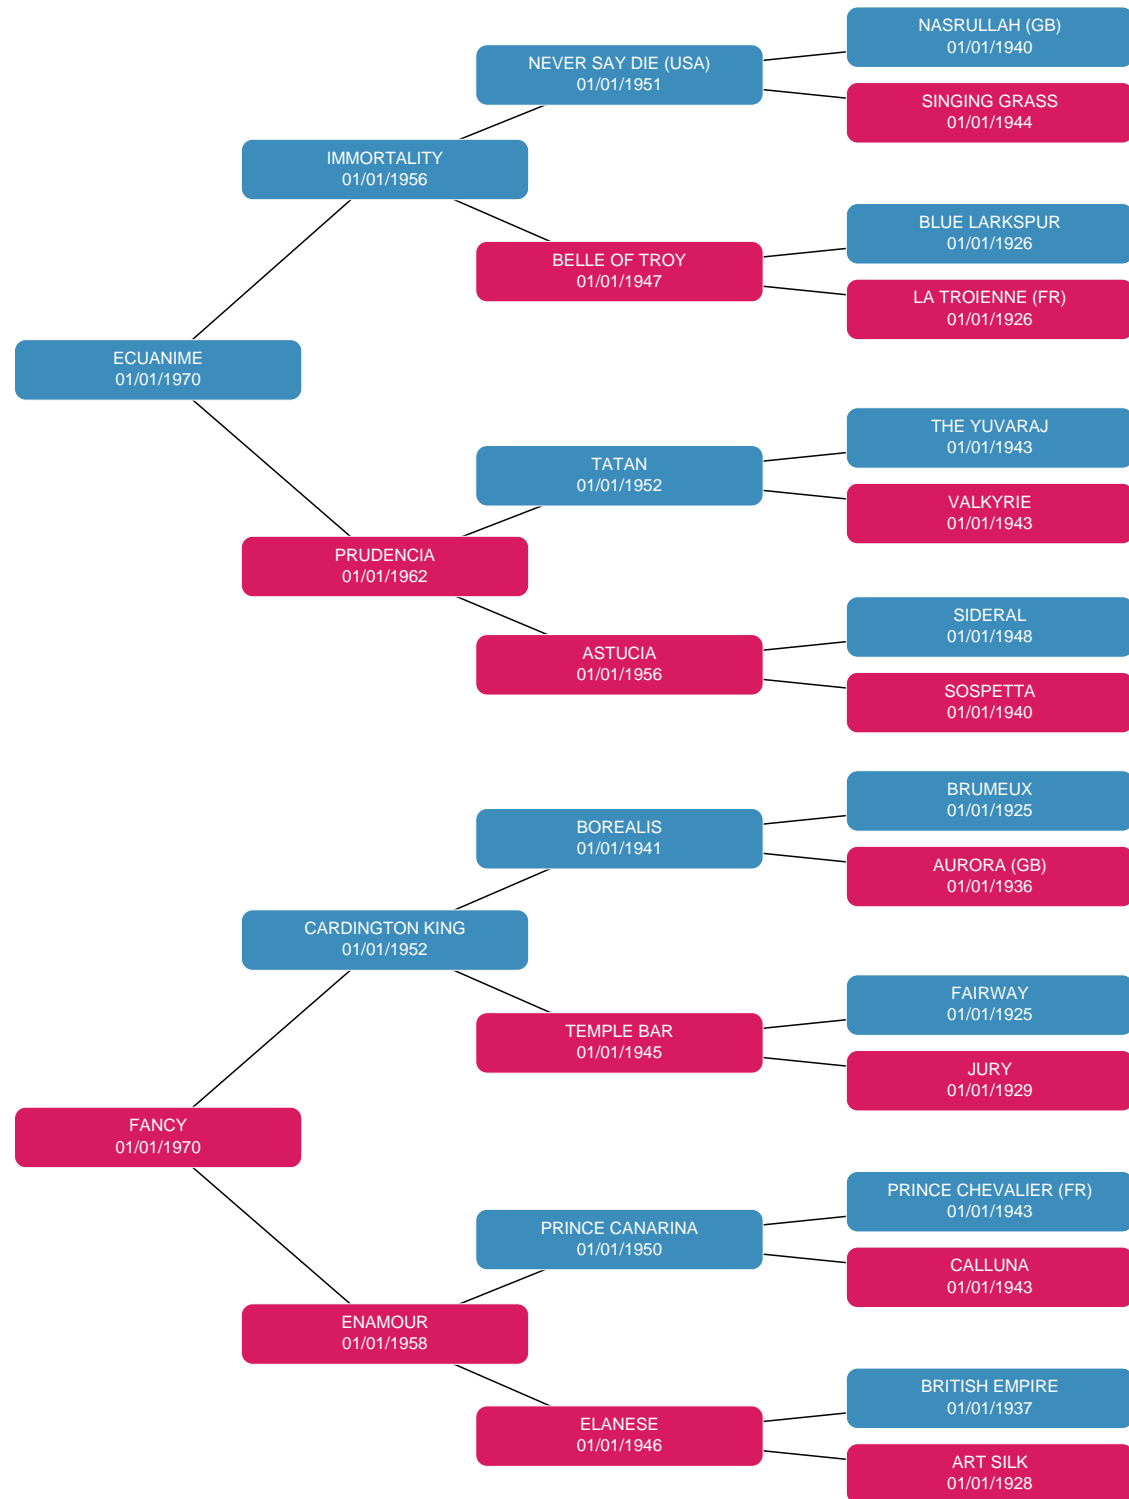 NASRULLAH (GB)
01/01/1940
NEVER SAY DIE (USA)
01/01/1951
SINGING GRASS
01/01/1944
IMMORTALITY
01/01/1956
BLUE LARKSPUR
01/01/1926
BELLE OF TROY
01/01/1947
LA TROIENNE (FR)
01/01/1926
ECUANIME
01/01/1970
THE YUVARAJ
01/01/1943
TATAN
01/01/1952
VALKYRIE
01/01/1943
PRUDENCIA
01/01/1962
SIDERAL
01/01/1948
ASTUCIA
01/01/1956
SOSPETTA
01/01/1940
BRUMEUX
01/01/1925
BOREALIS
01/01/1941
AURORA (GB)
01/01/1936
CARDINGTON KING
01/01/1952
FAIRWAY
01/01/1925
TEMPLE BAR
01/01/1945
JURY
01/01/1929
FANCY
01/01/1970
PRINCE CHEVALIER (FR)
01/01/1943
PRINCE CANARINA
01/01/1950
CALLUNA
01/01/1943
ENAMOUR
01/01/1958
BRITISH EMPIRE
01/01/1937
ELANESE
01/01/1946
ART SILK
01/01/1928